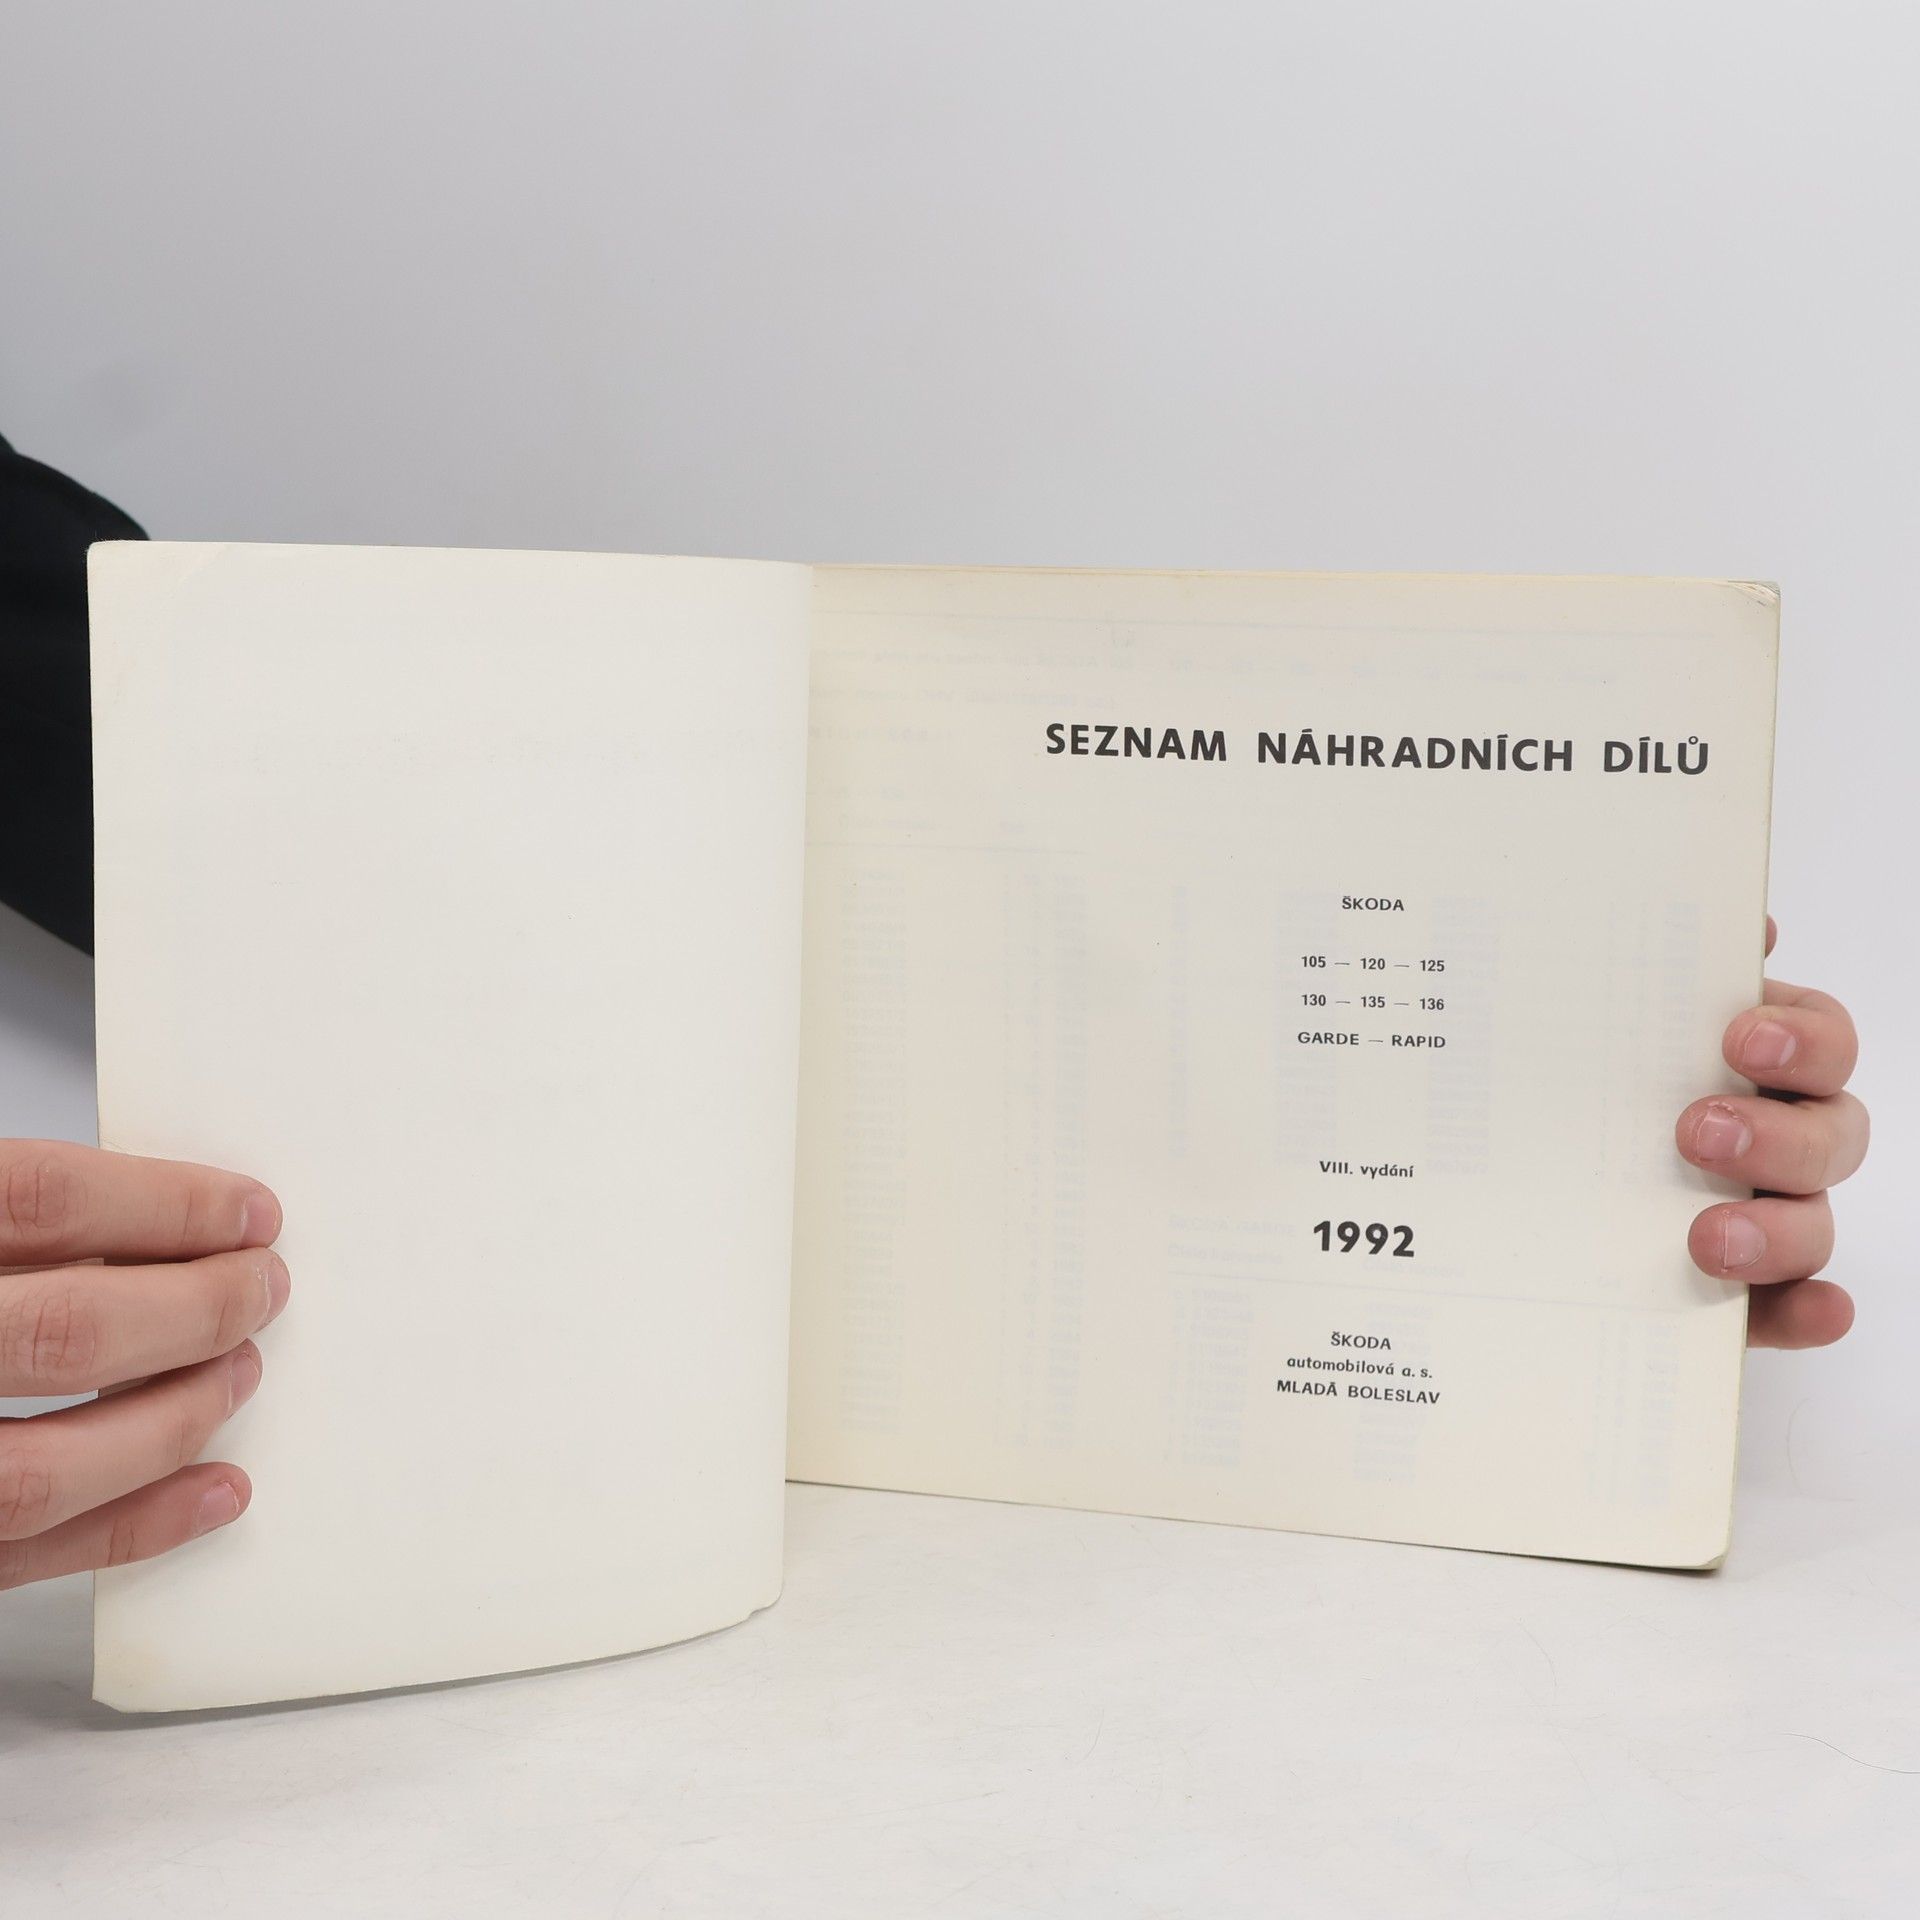 SEZNAM NÁHRADNÍCH DÍLŮ
ŠKODA
105 — 120 — 125
130 — 135 — 136
GARDE — RAPID
VIII. vydání
1992
ŠKODA
automobilová a. s.
MLADÁ BOLESLAV